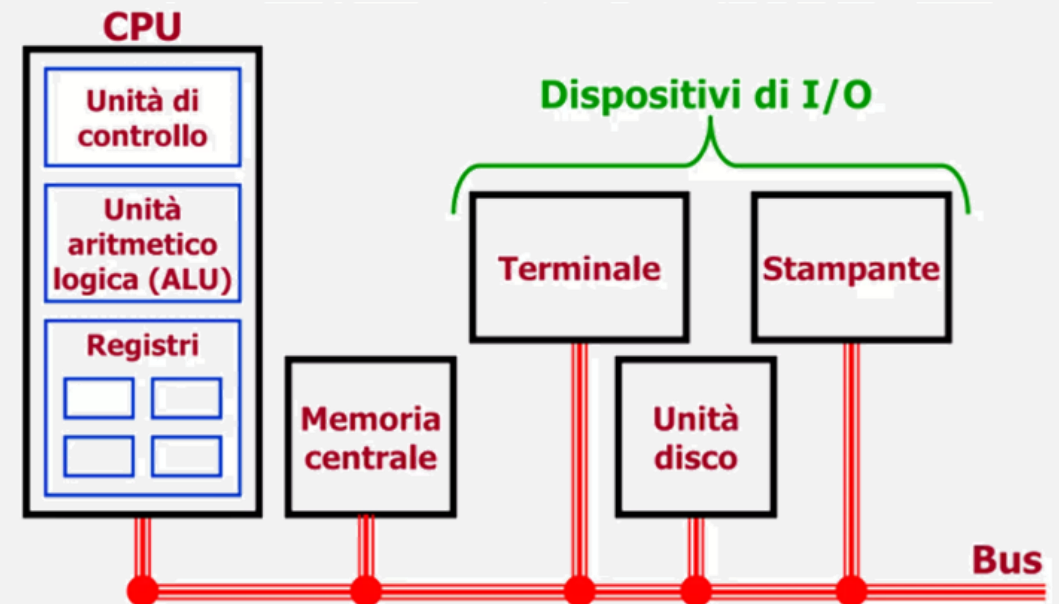 CPU
Unità di
controllo
Unità
aritmetico
logica (ALU)
Registri
Memoria
centrale
Dispositivi di I/O
Terminale
Stampante
Unità
disco
Bus